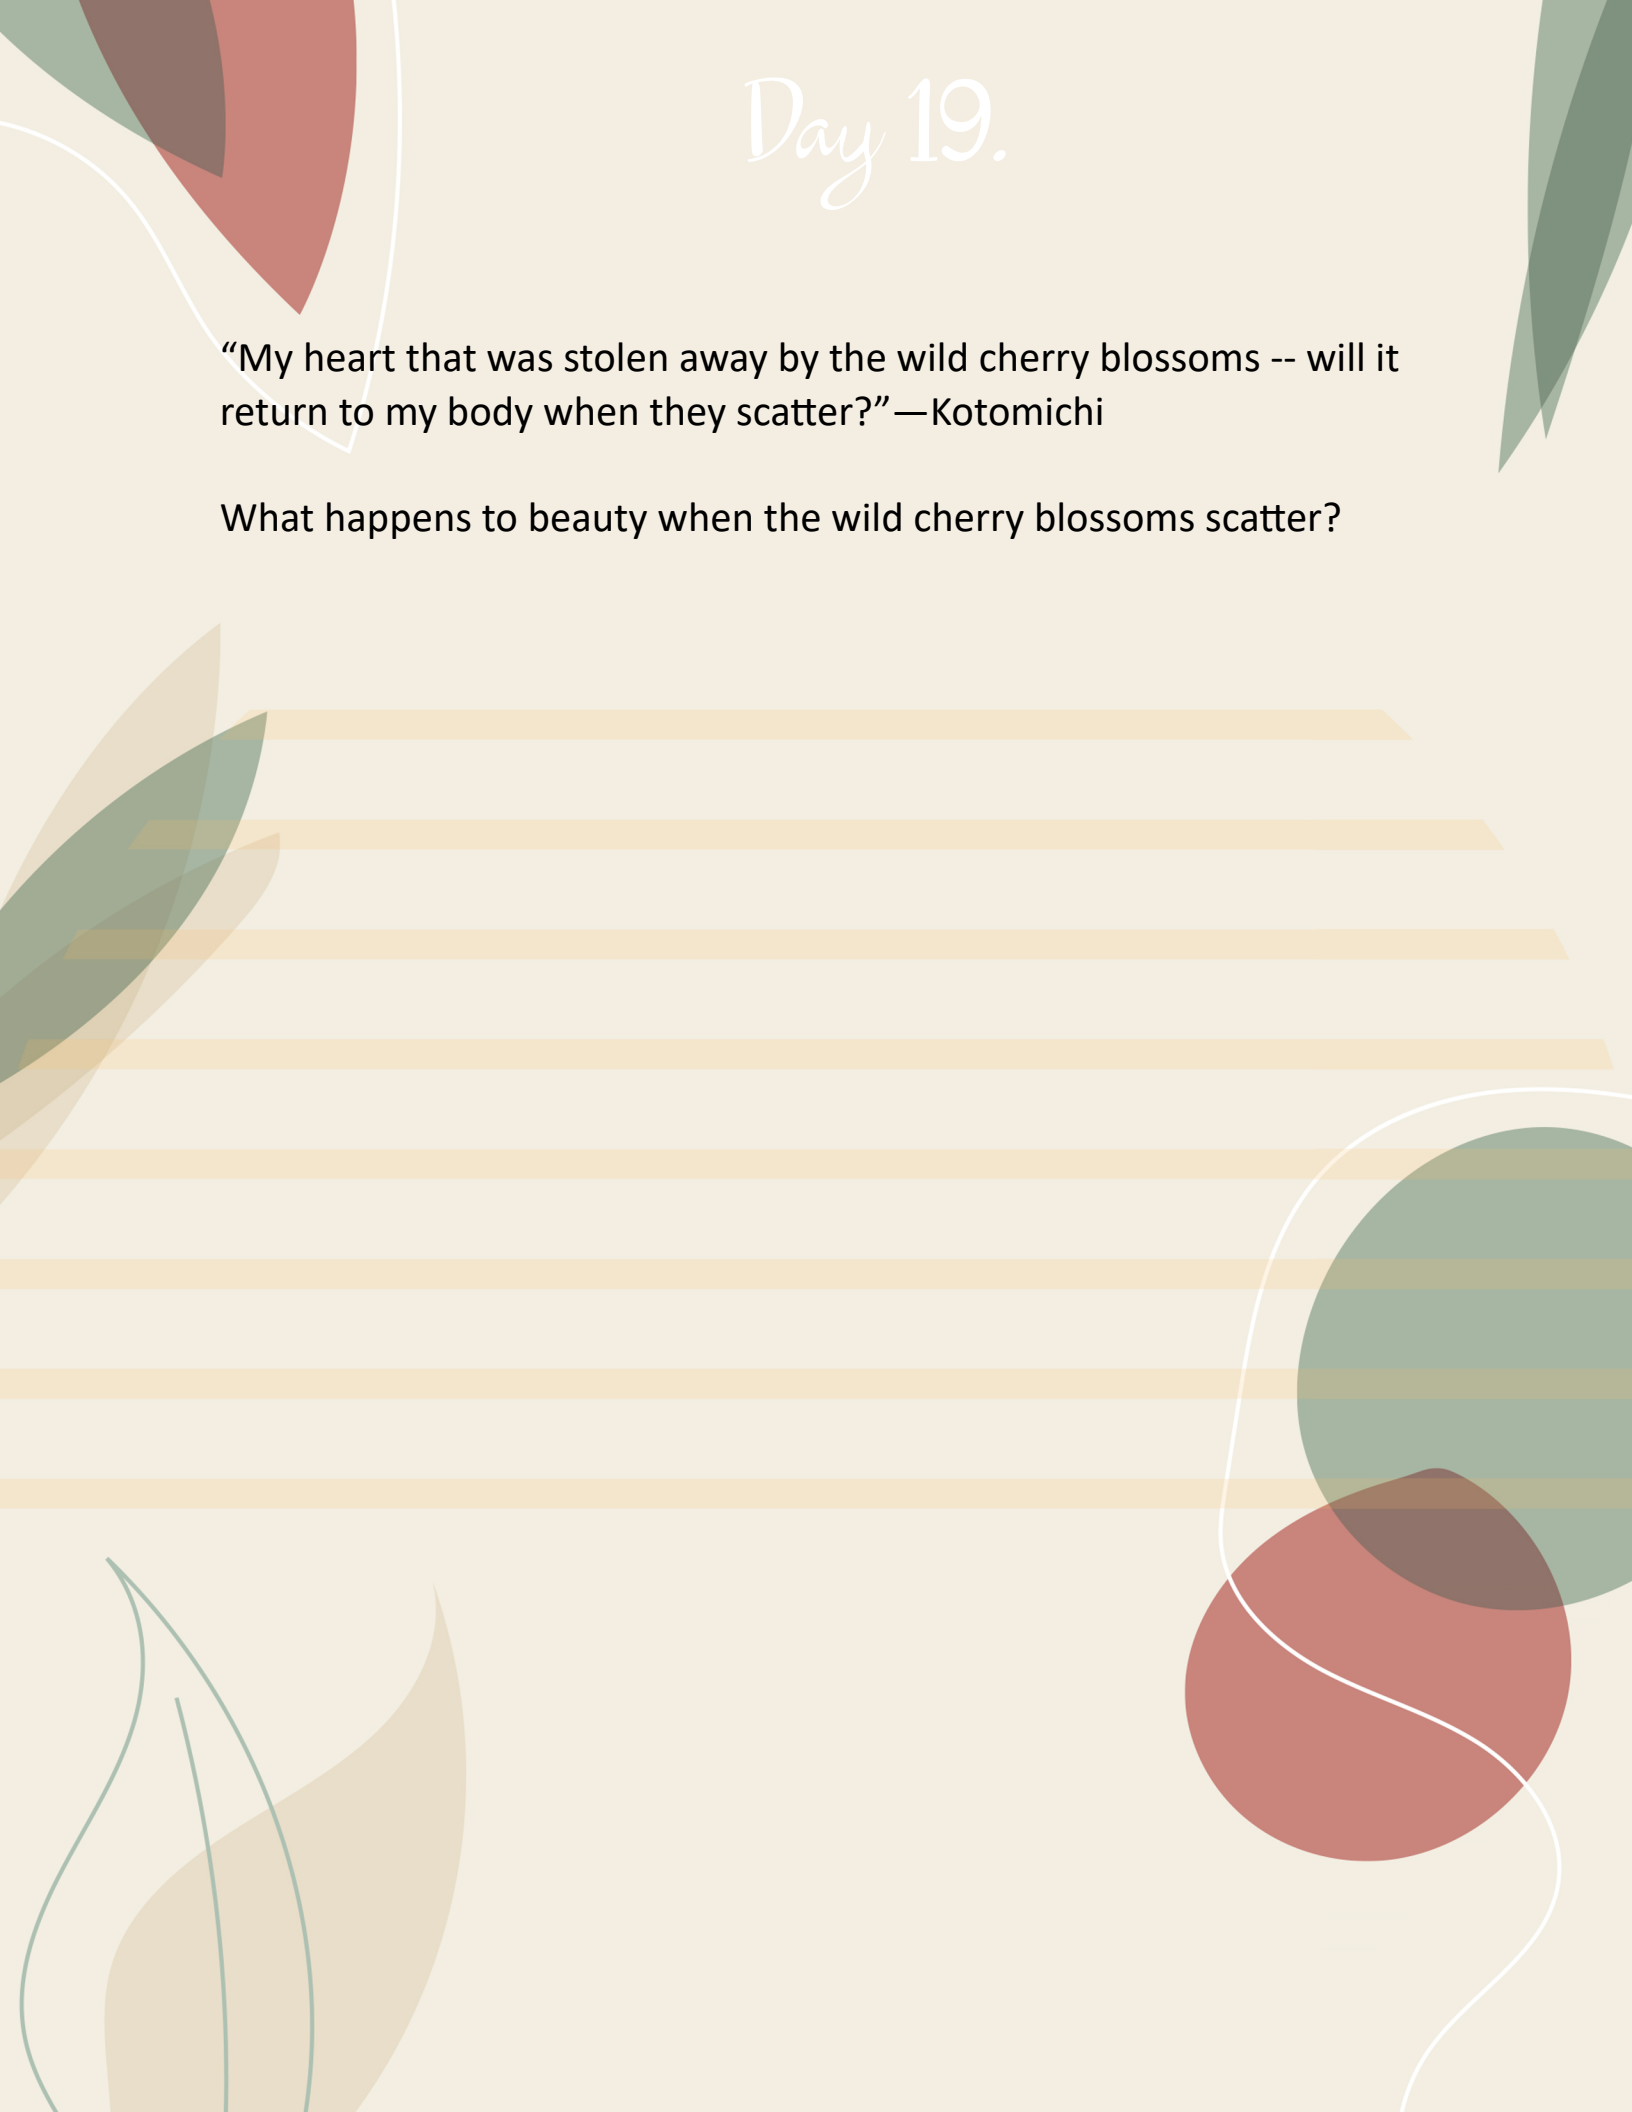 Day 19.
“My heart that was stolen away by the wild cherry blossoms -- will it
return to my body when they scatter?”—Kotomichi
What happens to beauty when the wild cherry blossoms scatter?